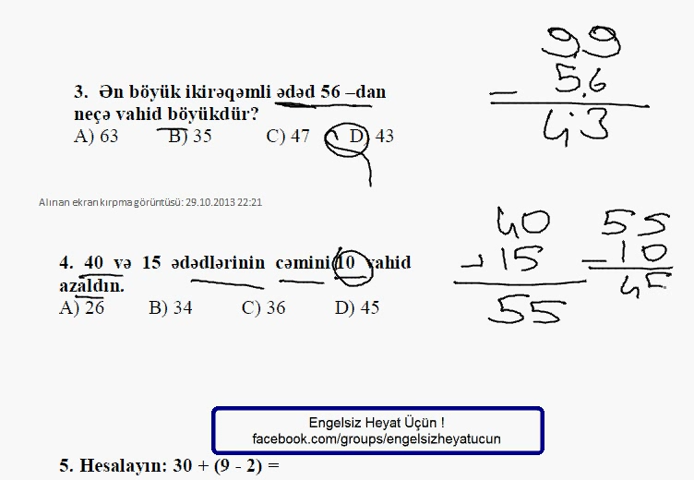 3. Ən böyük ikirəqəmli ədəd 56 –dan
neçə vahid böyükdür?
A) 63 B) 35 C) 47 D) 43
99
– 56
43
Alınan ekran kırpma görüntüsü: 29.10.2013 22:21
4. 40 və 15 ədədlərinin cəmini 10 vahid
azaldın.
A) 26 B) 34 C) 36 D) 45
40
+ 15
55
55
– 10
45
Engelsiz Heyat Üçün !
facebook.com/groups/engelsizheyatucun
5. Hesalayın: 30 + (9 - 2) =